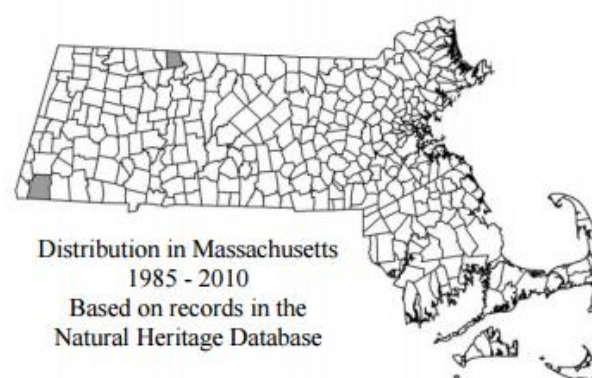 Distribution in Massachusetts
1985 - 2010
Based on records in the
Natural Heritage Database